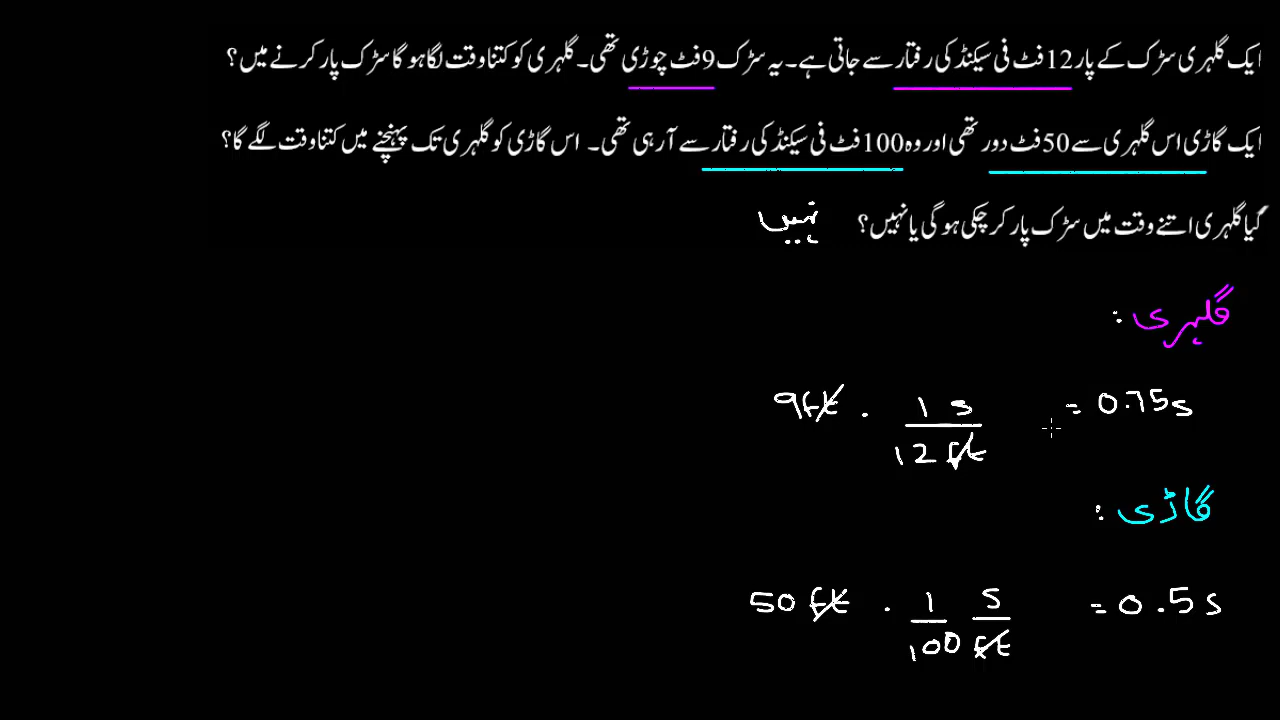 ایک گلہری سڑک کے پار 12 فٹ فی سیکنڈ کی رفتار سے جاتی ہے۔ یہ سڑک 9 فٹ چوڑی تھی۔ گلہری کو کتنا وقت لگا ہو گا سڑک پار کرنے میں؟
ایک گاڑی اس گلہری سے 50 فٹ دور تھی اور وہ 100 فٹ فی سیکنڈ کی رفتار سے آ رہی تھی۔ اس گاڑی کو گلہری تک پہنچنے میں کتنا وقت لگے گا؟
کیا گلہری اتنے وقت میں سڑک پار کر چکی ہو گی یا نہیں؟ نہیں
گلہری :
9ft . 1 s / 12 ft = 0.75s
گاڑی :
50 ft . 1/100 s/ft = 0.5 s